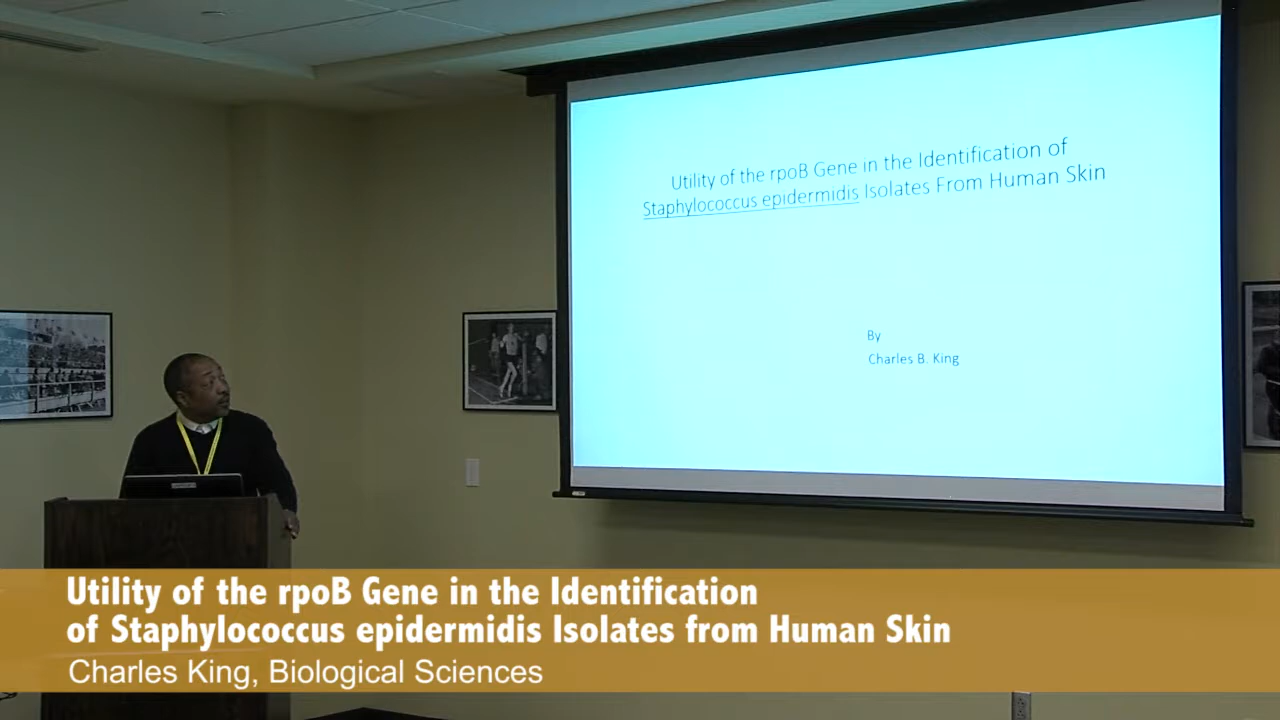 Utility of the rpoB Gene in the Identification of
Staphylococcus epidermidis Isolates From Human Skin
By
Charles B. King
Utility of the rpoB Gene in the Identification
of Staphylococcus epidermidis Isolates from Human Skin
Charles King, Biological Sciences